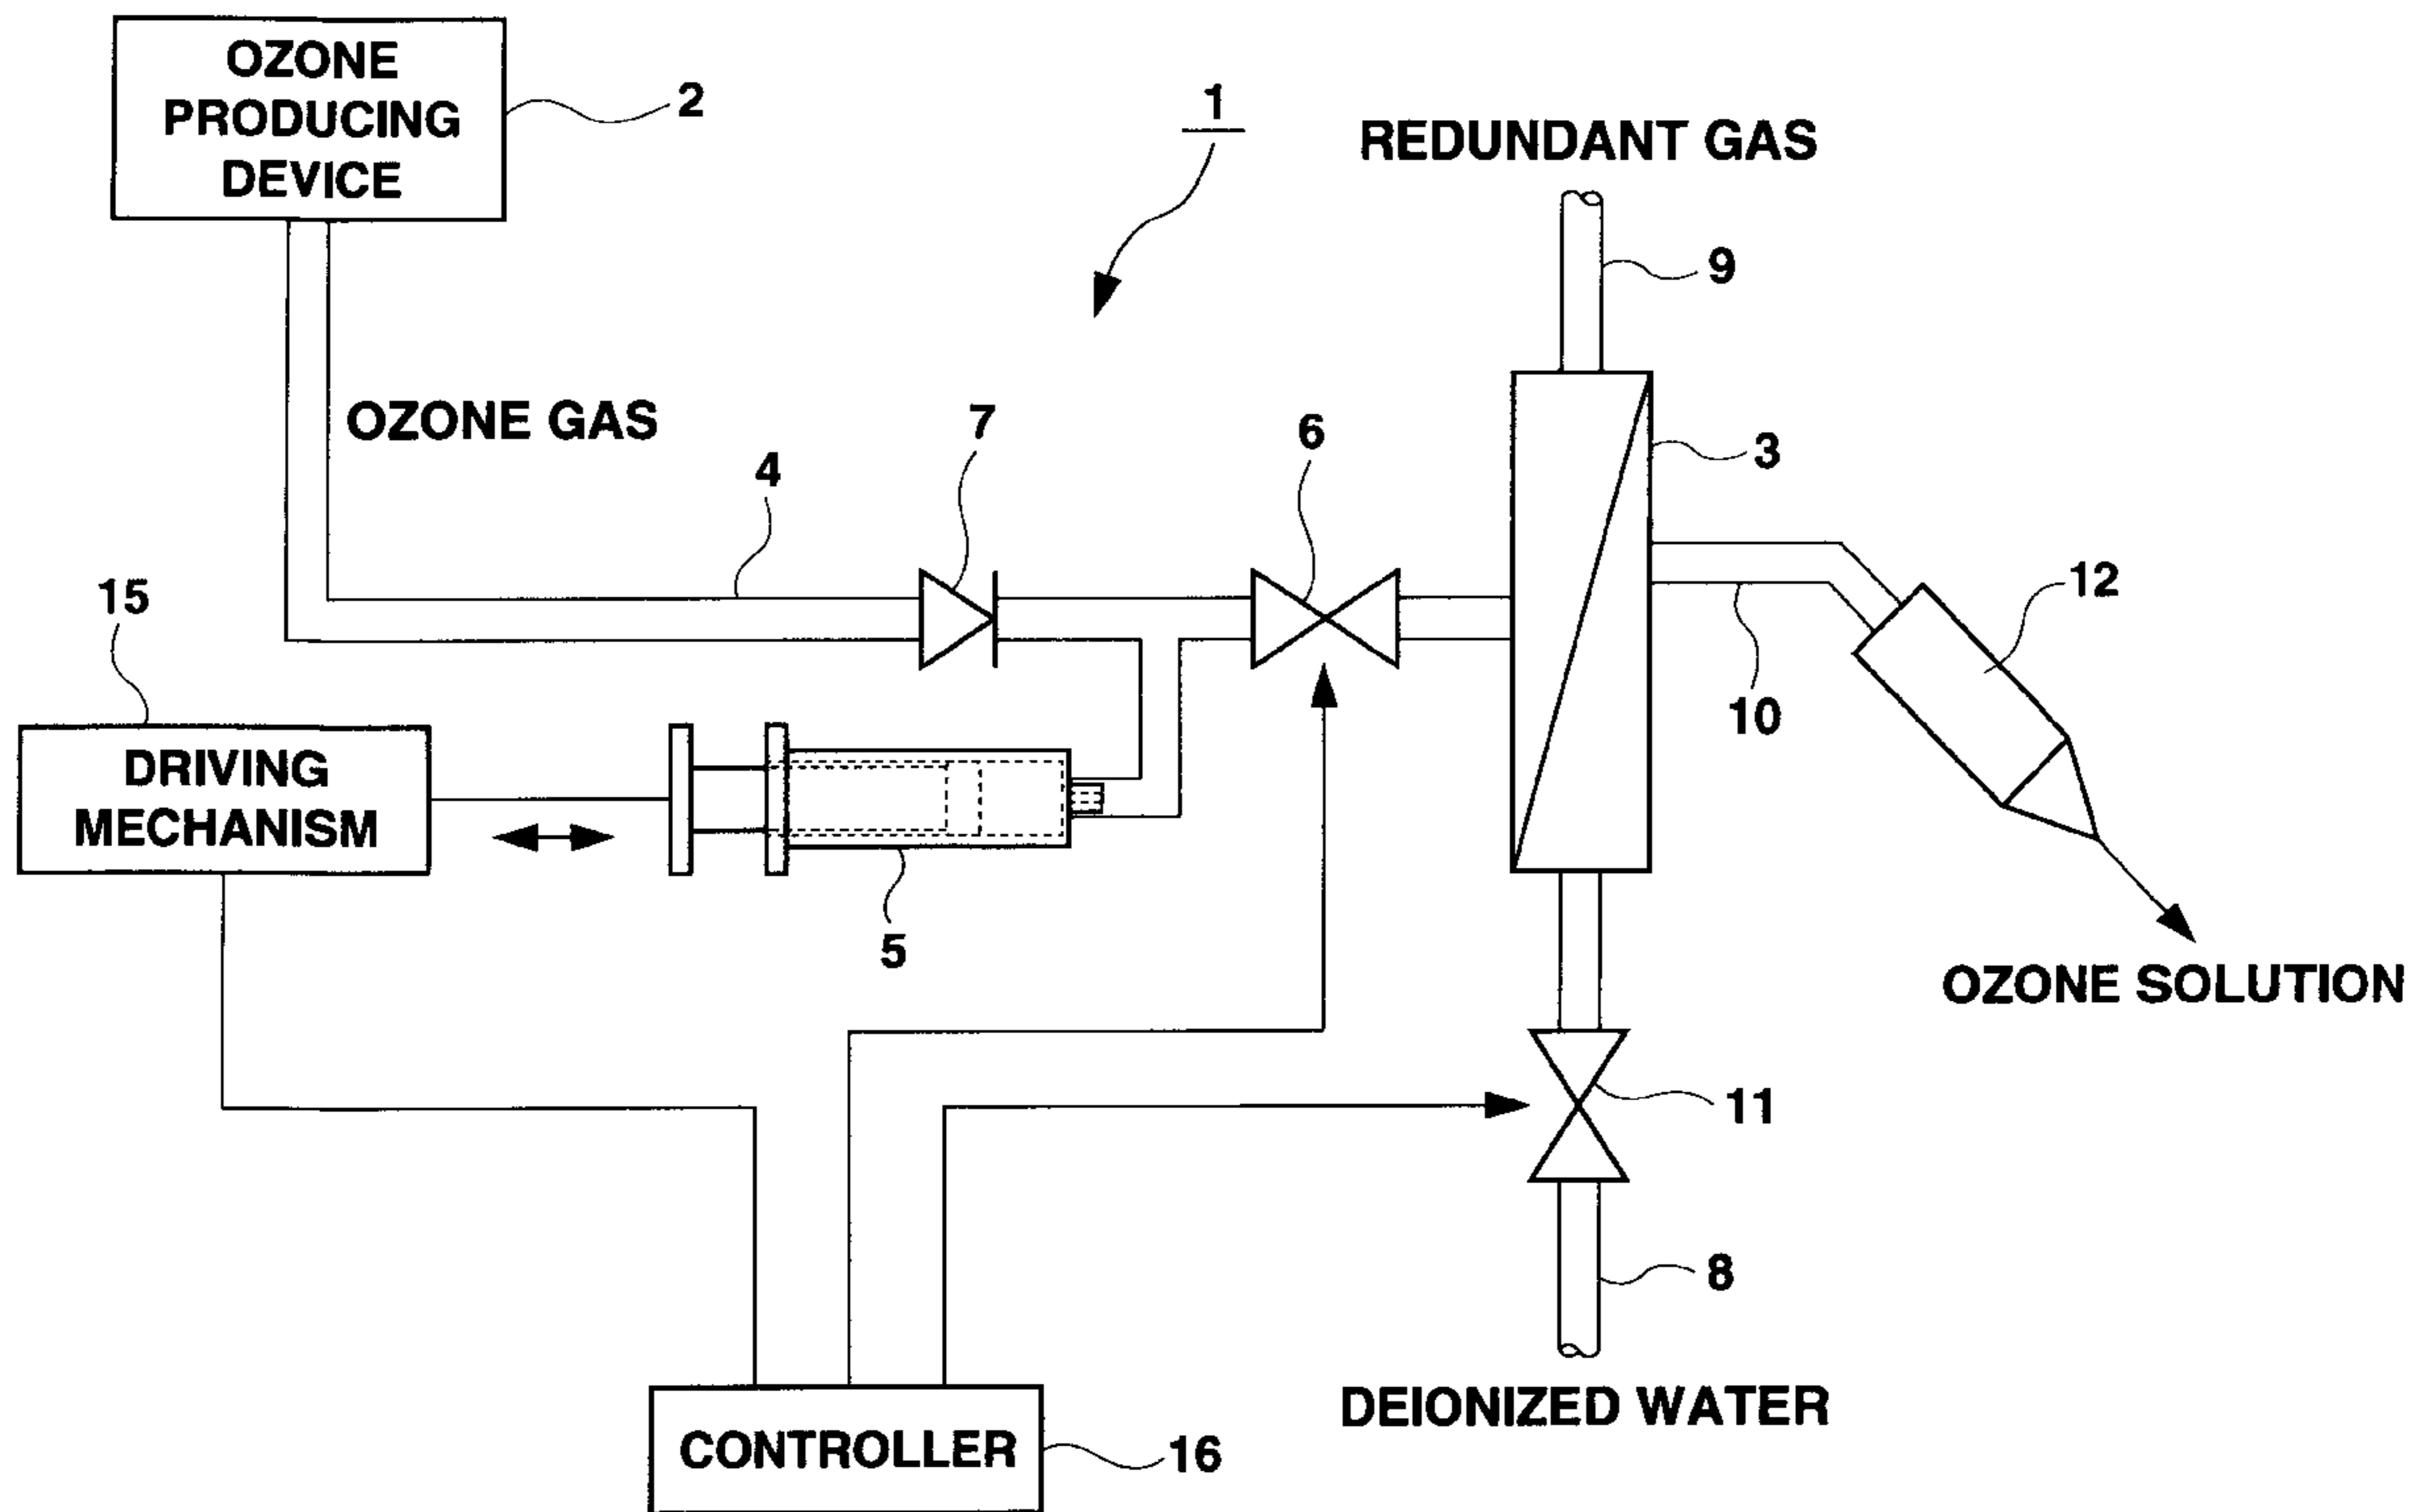 OZONE
PRODUCING
DEVICE
2
1
REDUNDANT GAS
9
OZONE GAS
7
6
4
3
15
12
10
DRIVING
MECHANISM
5
OZONE SOLUTION
11
8
DEIONIZED WATER
CONTROLLER
16